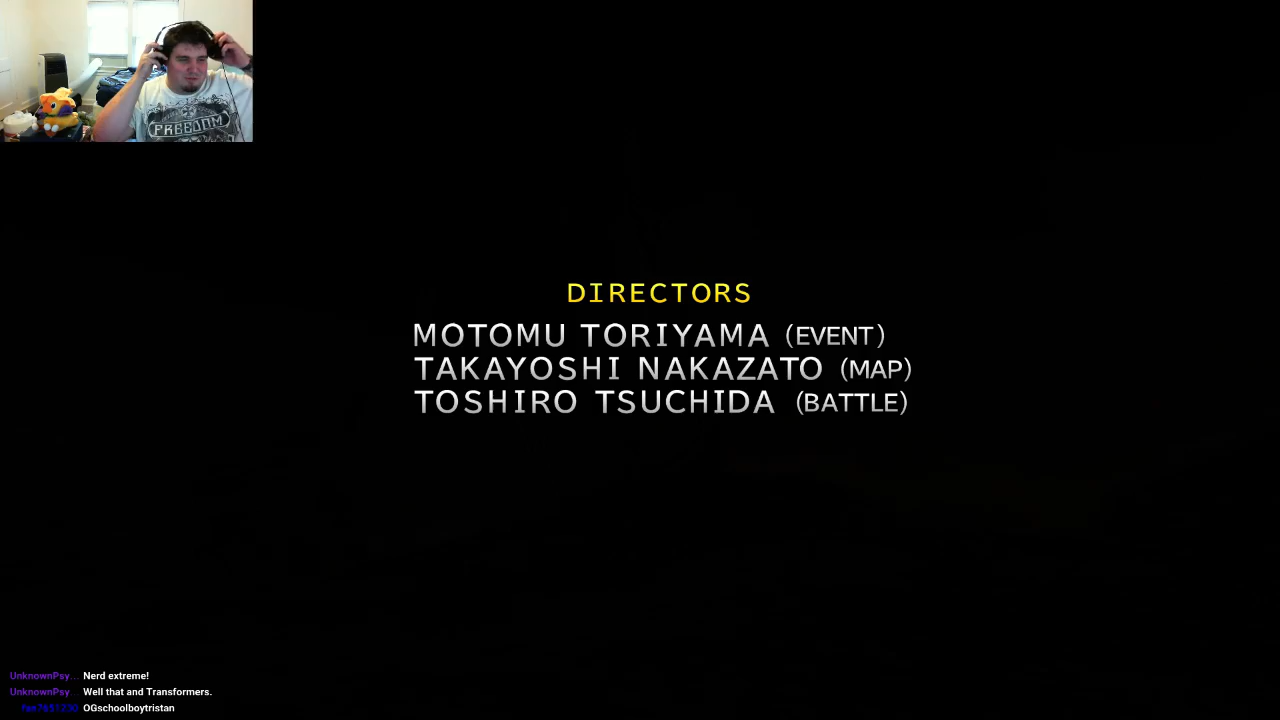 FREEDOM
DIRECTORS
MOTOMU TORIYAMA (EVENT)
TAKAYOSHI NAKAZATO (MAP)
TOSHIRO TSUCHIDA (BATTLE)
UnknownPsy... Nerd extreme!
UnknownPsy... Well that and Transformers.
OGschoolboytristan